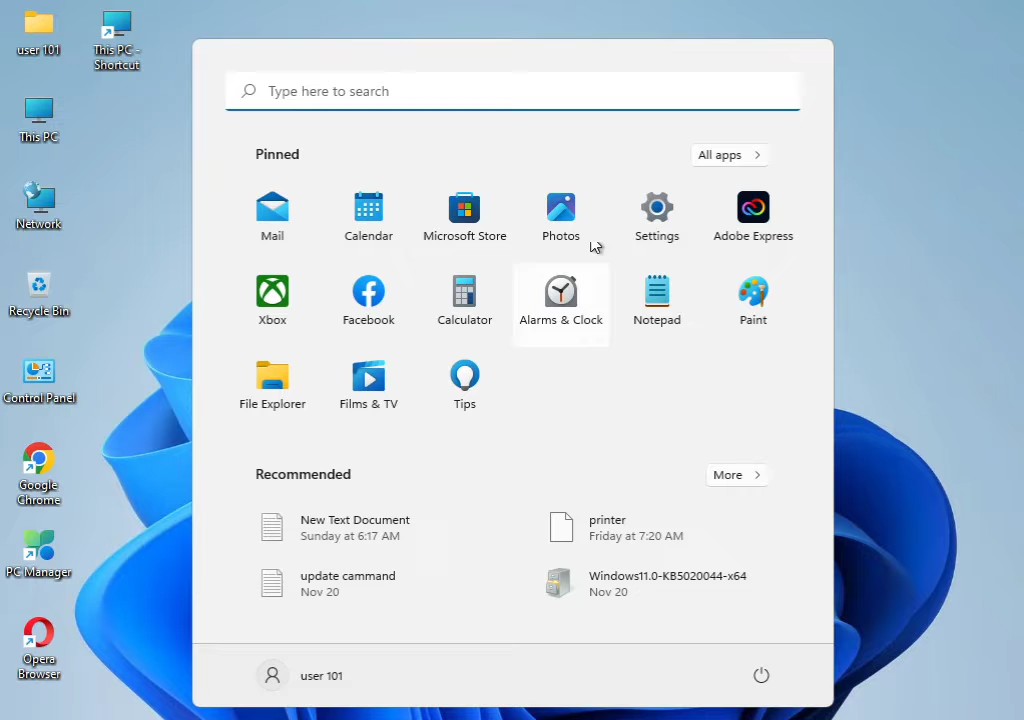 user 101
This PC -
Shortcut
This PC
Network
Recycle Bin
Control Panel
Google
Chrome
PC Manager
Opera
Browser
Type here to search
Pinned
All apps
Mail
Calendar
Microsoft Store
Photos
Settings
Adobe Express
Xbox
Facebook
Calculator
Alarms & Clock
Notepad
Paint
File Explorer
Films & TV
Tips
Recommended
More
New Text Document
Sunday at 6:17 AM
printer
Friday at 7:20 AM
update cammand
Nov 20
Windows11.0-KB5020044-x64
Nov 20
user 101